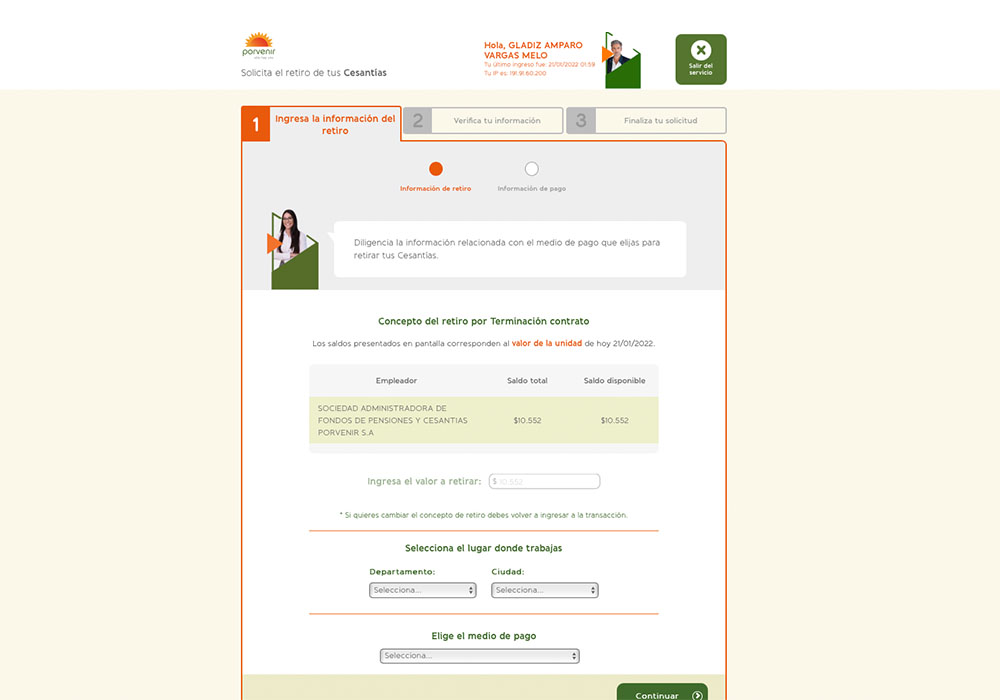 porvenir
Solicita el retiro de tus Cesantías
Hola, GLADIZ AMPARO
VARGAS MELO
Tu último ingreso fue: 21/01/2022 01:59
Tu IP es: 191.91.60.200
Salir del
servicio
1
Ingresa la información del
retiro
2
Verifica tu información
3
Finaliza tu solicitud
Información de retiro
Información de pago
Diligencia la información relacionada con el medio de pago que elijas para
retirar tus Cesantías.
Concepto del retiro por Terminación contrato
Los saldos presentados en pantalla corresponden al valor de la unidad de hoy 21/01/2022.
Empleador Saldo total Saldo disponible
SOCIEDAD ADMINISTRADORA DE
FONDOS DE PENSIONES Y CESANTIAS
PORVENIR S.A
$10.552 $10.552
Ingresa el valor a retirar: $ 10.552
* Si quieres cambiar el concepto de retiro debes volver a ingresar a la transacción.
Selecciona el lugar donde trabajas
Departamento: Ciudad:
Selecciona... Selecciona...
Elige el medio de pago
Selecciona...
Continuar